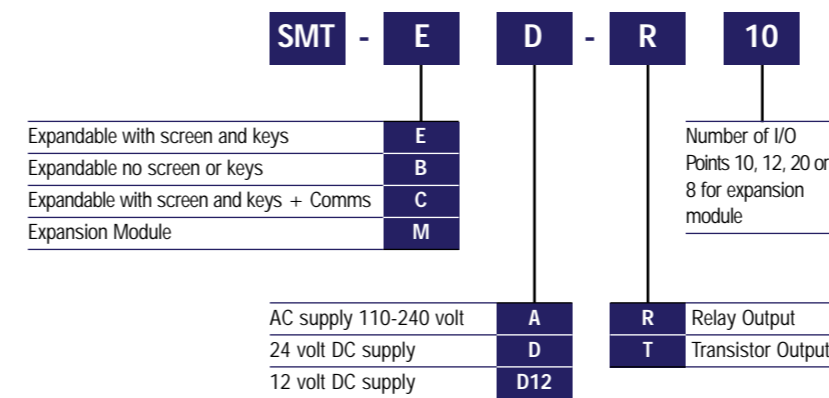 SMT - E D - R 10
Expandable with screen and keys E
Expandable no screen or keys B
Expandable with screen and keys + Comms C
Expansion Module M
Number of I/O
Points 10, 12, 20 or
8 for expansion
module
AC supply 110-240 volt A
24 volt DC supply D
12 volt DC supply D12
R Relay Output
T Transistor Output